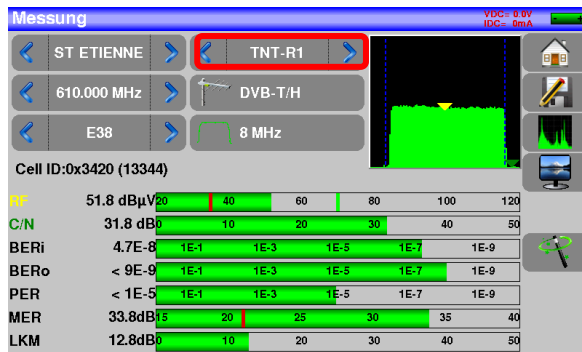 Messung
VDC= 0.0V
IDC= 0mA
ST ETIENNE
TNT-R1
610.000 MHz
DVB-T/H
E38
8 MHz
Cell ID:0x3420 (13344)
RF 51.8 dBµV 20 40 60 80 100 120
C/N 31.8 dB 0 10 20 30 40 50
BERi 4.7E-8 1E-1 1E-3 1E-5 1E-7 1E-9
BERo < 9E-9 1E-1 1E-3 1E-5 1E-7 1E-9
PER < 1E-5 1E-1 1E-3 1E-5 1E-7 1E-9
MER 33.8dB 15 20 25 30 35 40
LKM 12.8dB 0 10 20 30 40 50